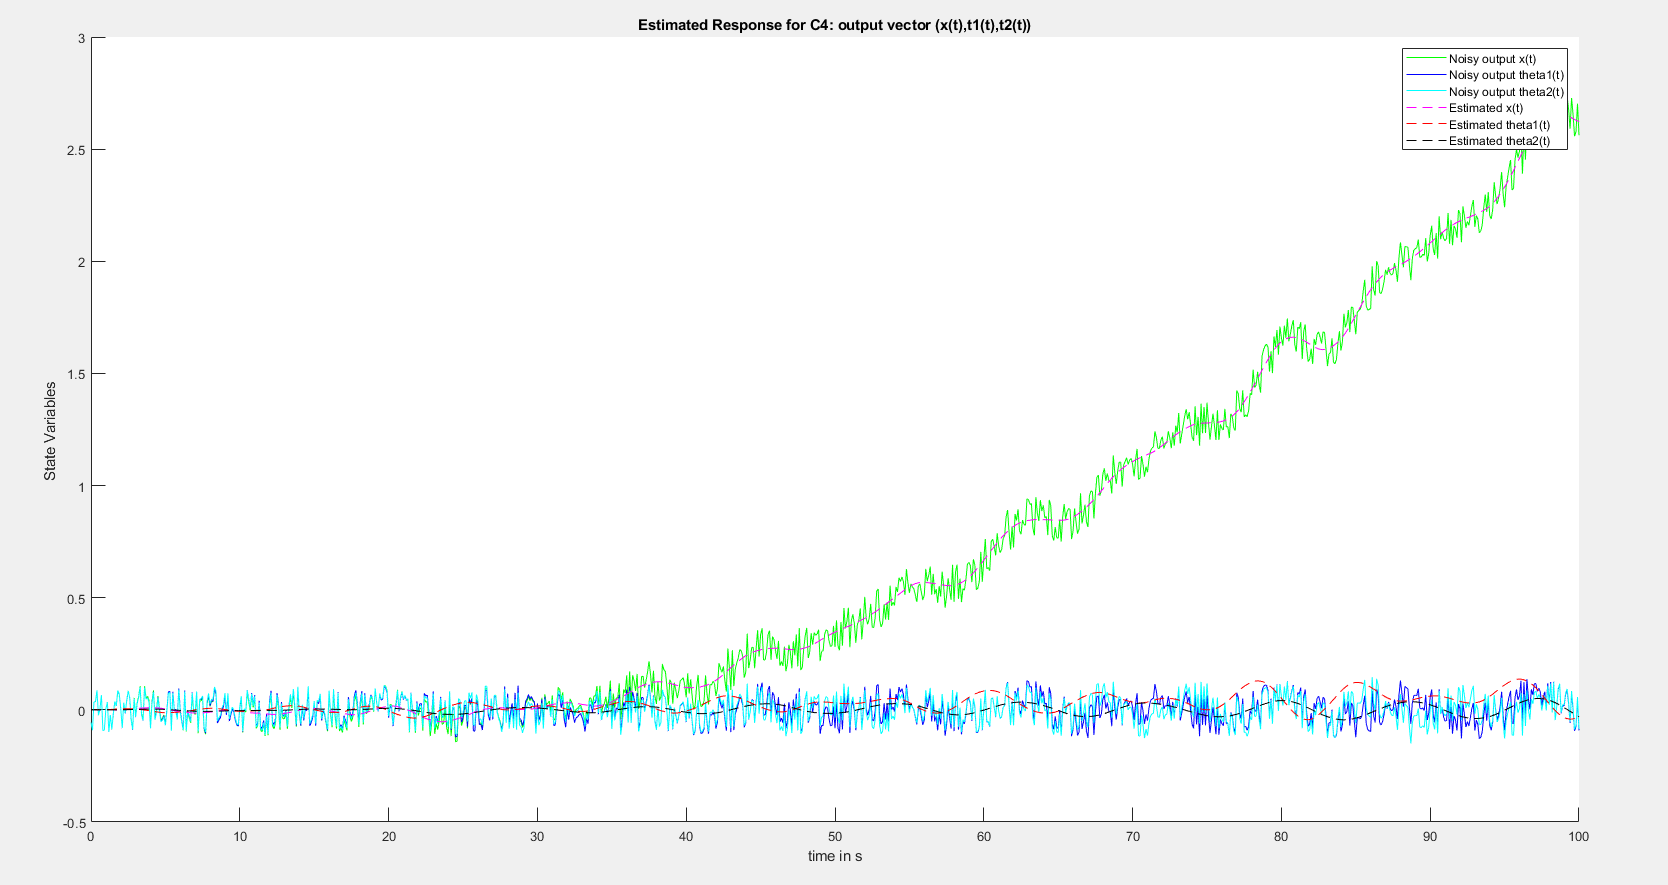 Estimated Response for C4: output vector (x(t),t1(t),t2(t))
3
2.5
2
1.5
1
0.5
0
-0.5
State Variables
Noisy output x(t)
Noisy output theta1(t)
Noisy output theta2(t)
Estimated x(t)
Estimated theta1(t)
Estimated theta2(t)
0 10 20 30 40 50 60 70 80 90 100
time in s